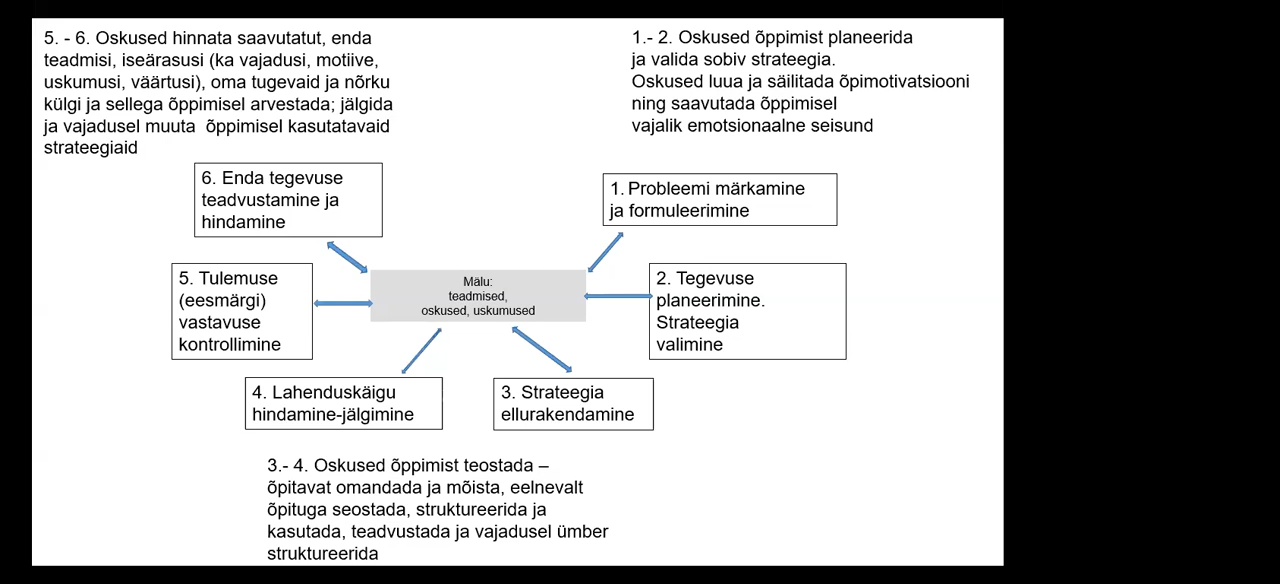 5. - 6. Oskused hinnata saavutatut, enda
teadmisi, iseärasusi (ka vajadusi, motiive,
uskumusi, väärtusi), oma tugevaid ja nõrku
külgi ja sellega õppimisel arvestada; jälgida
ja vajadusel muuta õppimisel kasutatavaid
strateegiaid
1.- 2. Oskused õppimist planeerida
ja valida sobiv strateegia.
Oskused luua ja säilitada õpimotivatsiooni
ning saavutada õppimisel
vajalik emotsionaalne seisund
6. Enda tegevuse
teadvustamine ja
hindamine
1. Probleemi märkamine
ja formuleerimine
5. Tulemuse
(eesmärgi)
vastavuse
kontrollimine
Mälu:
teadmised,
oskused, uskumused
2. Tegevuse
planeerimine.
Strateegia
valimine
4. Lahenduskäigu
hindamine-jälgimine
3. Strateegia
ellurakendamine
3.- 4. Oskused õppimist teostada –
õpitavat omandada ja mõista, eelnevalt
õpituga seostada, struktureerida ja
kasutada, teadvustada ja vajadusel ümber
struktureerida